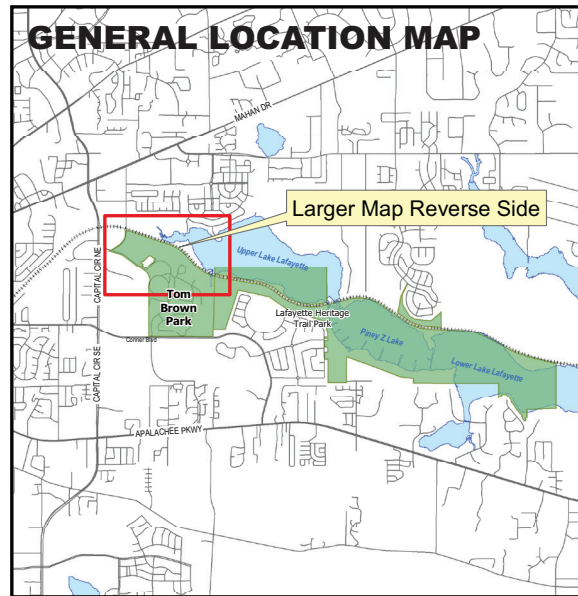 GENERAL LOCATION MAP
MAHAN DR
Larger Map Reverse Side
CAPITAL CIR NE
Upper Lake Lafayette
Tom
Brown
Park
Lafayette Heritage
Trail Park
Conner Blvd
Piney Z Lake
Lower Lake Lafayette
CAPITAL CIR SE
APALACHEE PKWY